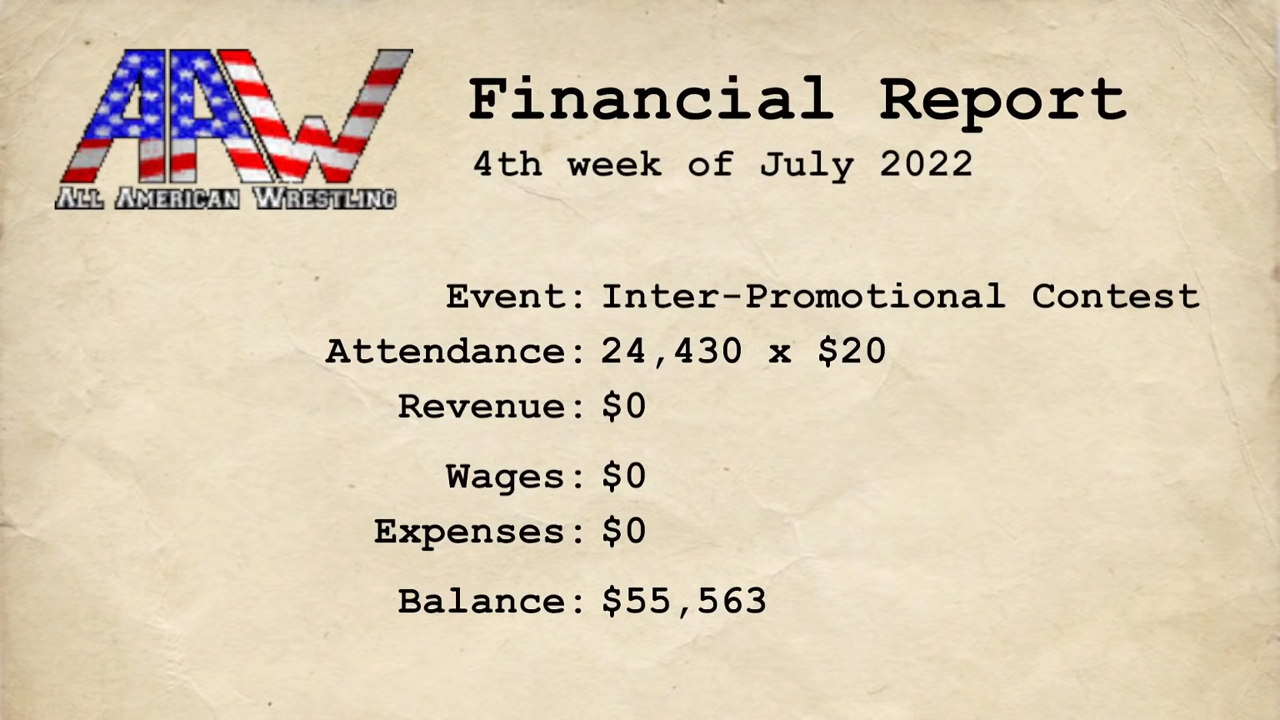 AAW
ALL AMERICAN WRESTLING
Financial Report
4th week of July 2022
Event: Inter-Promotional Contest
Attendance: 24,430 x $20
Revenue: $0
Wages: $0
Expenses: $0
Balance: $55,563